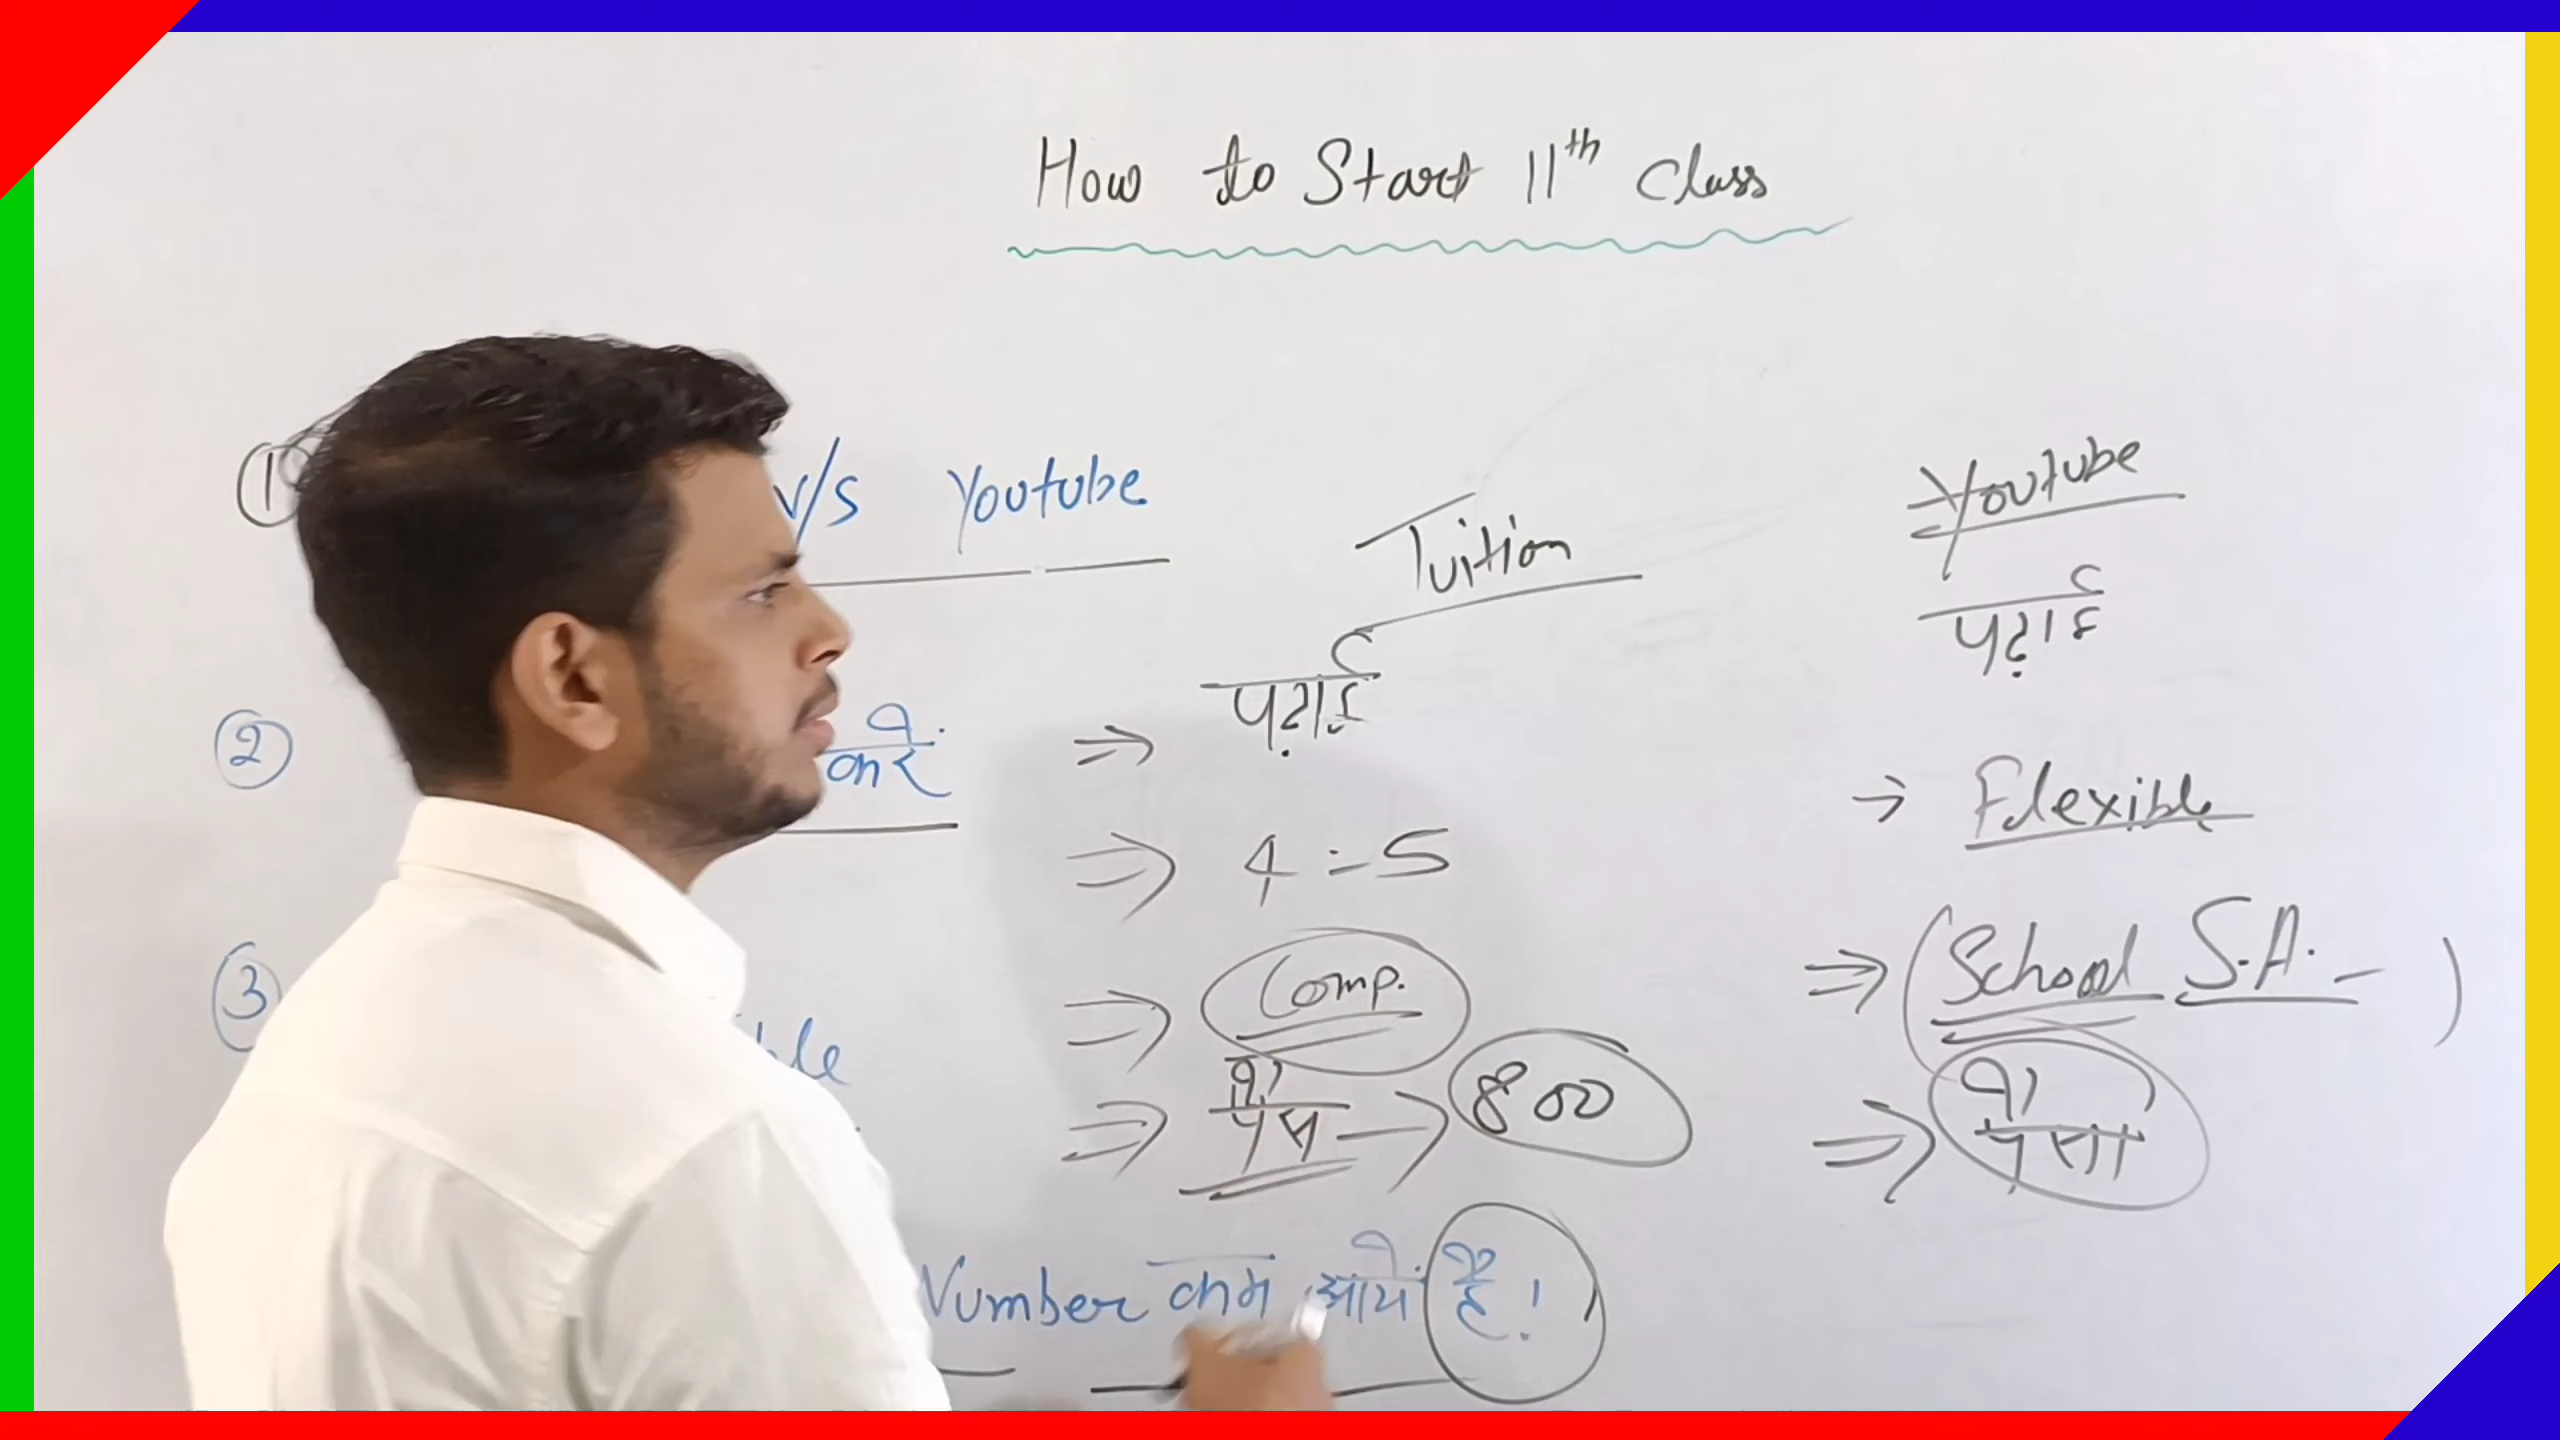 How to Start 11th Class
① v/s Youtube
② करें
③
Number कम आये है।
Tuition
⇒ पढ़ाई
⇒ 4 - 5
⇒ Comp.
⇒ पैसे → 800
Youtube
पढ़ाई
→ Flexible
⇒ (School S.A. - )
⇒ पैसा